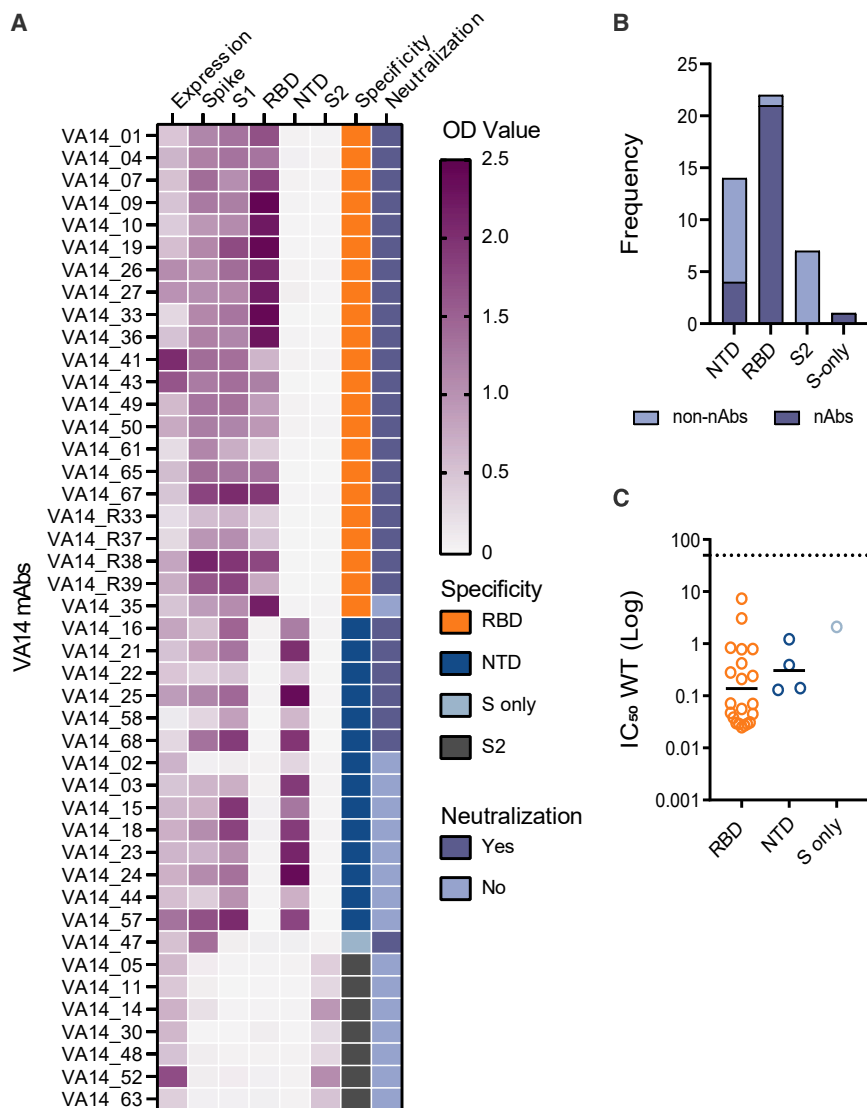 A
Expression
Spike
S1
RBD
NTD
S2
Specificity
Neutralization
VA14 mAbs
VA14_01
VA14_04
VA14_07
VA14_09
VA14_10
VA14_19
VA14_26
VA14_27
VA14_33
VA14_36
VA14_41
VA14_43
VA14_49
VA14_50
VA14_61
VA14_65
VA14_67
VA14_R33
VA14_R37
VA14_R38
VA14_R39
VA14_35
VA14_16
VA14_21
VA14_22
VA14_25
VA14_58
VA14_68
VA14_02
VA14_03
VA14_15
VA14_18
VA14_23
VA14_24
VA14_44
VA14_57
VA14_47
VA14_05
VA14_11
VA14_14
VA14_30
VA14_48
VA14_52
VA14_63
OD Value
2.5
2.0
1.5
1.0
0.5
0
Specificity
RBD
NTD
S only
S2
Neutralization
Yes
No
B
Frequency
25
20
15
10
5
0
NTD
RBD
S2
S-only
non-nAbs
nAbs
C
IC₅₀ WT (Log)
100
10
1
0.1
0.01
0.001
RBD
NTD
S only